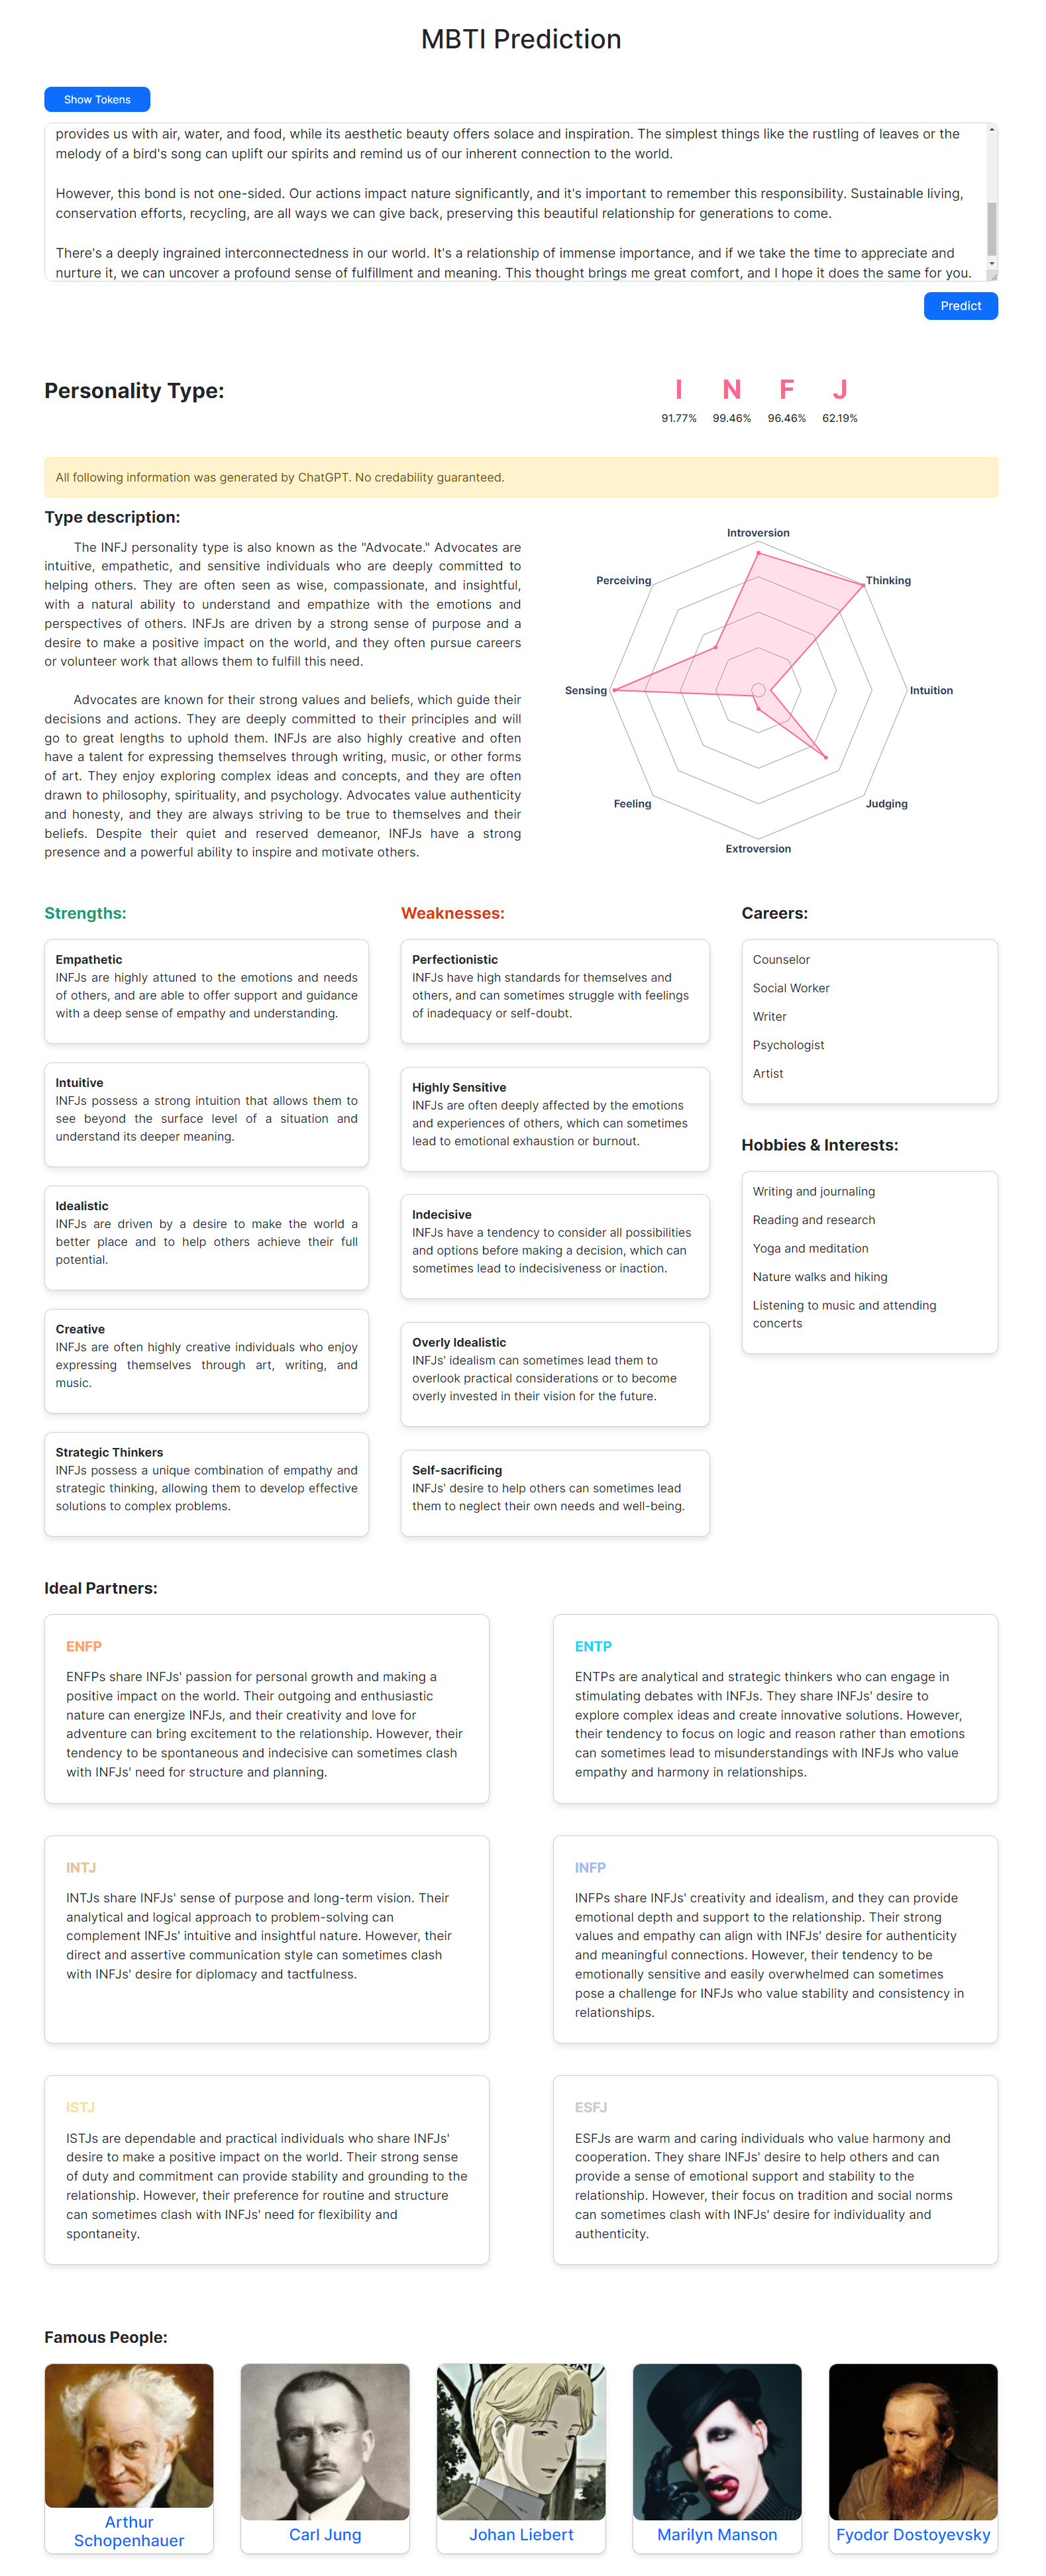 MBTI Prediction
Show Tokens
provides us with air, water, and food, while its aesthetic beauty offers solace and inspiration. The simplest things like the rustling of leaves or the
melody of a bird's song can uplift our spirits and remind us of our inherent connection to the world.
However, this bond is not one-sided. Our actions impact nature significantly, and it's important to remember this responsibility. Sustainable living,
conservation efforts, recycling, are all ways we can give back, preserving this beautiful relationship for generations to come.
There's a deeply ingrained interconnectedness in our world. It's a relationship of immense importance, and if we take the time to appreciate and
nurture it, we can uncover a profound sense of fulfillment and meaning. This thought brings me great comfort, and I hope it does the same for you.
Predict
Personality Type:
I N F J
91.77% 99.46% 96.46% 62.19%
All following information was generated by ChatGPT. No credability guaranteed.
Type description:
The INFJ personality type is also known as the "Advocate." Advocates are
intuitive, empathetic, and sensitive individuals who are deeply committed to
helping others. They are often seen as wise, compassionate, and insightful,
with a natural ability to understand and empathize with the emotions and
perspectives of others. INFJs are driven by a strong sense of purpose and a
desire to make a positive impact on the world, and they often pursue careers
or volunteer work that allows them to fulfill this need.
Advocates are known for their strong values and beliefs, which guide their
decisions and actions. They are deeply committed to their principles and will
go to great lengths to uphold them. INFJs are also highly creative and often
have a talent for expressing themselves through writing, music, or other forms
of art. They enjoy exploring complex ideas and concepts, and they are often
drawn to philosophy, spirituality, and psychology. Advocates value authenticity
and honesty, and they are always striving to be true to themselves and their
beliefs. Despite their quiet and reserved demeanor, INFJs have a strong
presence and a powerful ability to inspire and motivate others.
Introversion
Thinking
Intuition
Judging
Extroversion
Feeling
Sensing
Perceiving
Strengths:
Empathetic
INFJs are highly attuned to the emotions and needs
of others, and are able to offer support and guidance
with a deep sense of empathy and understanding.
Intuitive
INFJs possess a strong intuition that allows them to
see beyond the surface level of a situation and
understand its deeper meaning.
Idealistic
INFJs are driven by a desire to make the world a
better place and to help others achieve their full
potential.
Creative
INFJs are often highly creative individuals who enjoy
expressing themselves through art, writing, and
music.
Strategic Thinkers
INFJs possess a unique combination of empathy and
strategic thinking, allowing them to develop effective
solutions to complex problems.
Weaknesses:
Perfectionistic
INFJs have high standards for themselves and
others, and can sometimes struggle with feelings
of inadequacy or self-doubt.
Highly Sensitive
INFJs are often deeply affected by the emotions
and experiences of others, which can sometimes
lead to emotional exhaustion or burnout.
Indecisive
INFJs have a tendency to consider all possibilities
and options before making a decision, which can
sometimes lead to indecisiveness or inaction.
Overly Idealistic
INFJs' idealism can sometimes lead them to
overlook practical considerations or to become
overly invested in their vision for the future.
Self-sacrificing
INFJs' desire to help others can sometimes lead
them to neglect their own needs and well-being.
Careers:
Counselor
Social Worker
Writer
Psychologist
Artist
Hobbies & Interests:
Writing and journaling
Reading and research
Yoga and meditation
Nature walks and hiking
Listening to music and attending
concerts
Ideal Partners:
ENFP
ENFPs share INFJs' passion for personal growth and making a
positive impact on the world. Their outgoing and enthusiastic
nature can energize INFJs, and their creativity and love for
adventure can bring excitement to the relationship. However, their
tendency to be spontaneous and indecisive can sometimes clash
with INFJs' need for structure and planning.
ENTP
ENTPs are analytical and strategic thinkers who can engage in
stimulating debates with INFJs. They share INFJs' desire to
explore complex ideas and create innovative solutions. However,
their tendency to focus on logic and reason rather than emotions
can sometimes lead to misunderstandings with INFJs who value
empathy and harmony in relationships.
INTJ
INTJs share INFJs' sense of purpose and long-term vision. Their
analytical and logical approach to problem-solving can
complement INFJs' intuitive and insightful nature. However, their
direct and assertive communication style can sometimes clash
with INFJs' desire for diplomacy and tactfulness.
INFP
INFPs share INFJs' creativity and idealism, and they can provide
emotional depth and support to the relationship. Their strong
values and empathy can align with INFJs' desire for authenticity
and meaningful connections. However, their tendency to be
emotionally sensitive and easily overwhelmed can sometimes
pose a challenge for INFJs who value stability and consistency in
relationships.
ISTJ
ISTJs are dependable and practical individuals who share INFJs'
desire to make a positive impact on the world. Their strong sense
of duty and commitment can provide stability and grounding to the
relationship. However, their preference for routine and structure
can sometimes clash with INFJs' need for flexibility and
spontaneity.
ESFJ
ESFJs are warm and caring individuals who value harmony and
cooperation. They share INFJs' desire to help others and can
provide a sense of emotional support and stability to the
relationship. However, their focus on tradition and social norms
can sometimes clash with INFJs' desire for individuality and
authenticity.
Famous People:
Arthur
Schopenhauer
Carl Jung
Johan Liebert
Marilyn Manson
Fyodor Dostoyevsky